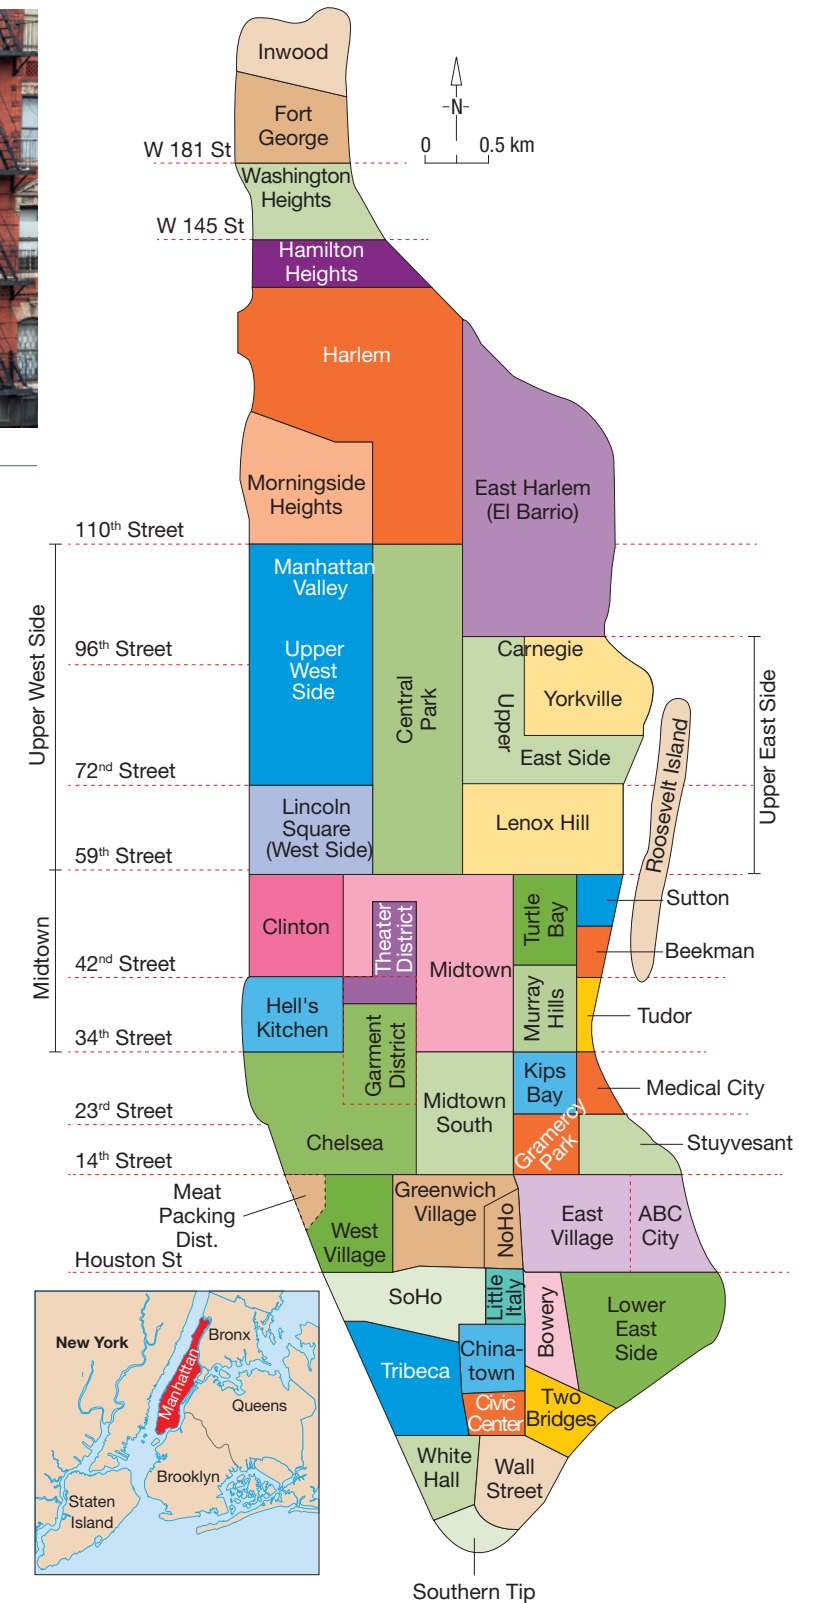 Inwood
Fort
George
N
0 0.5 km
W 181 St
Washington
Heights
W 145 St
Hamilton
Heights
Harlem
Morningside
Heights
East Harlem
(El Barrio)
110th Street
Manhattan
Valley
Upper West Side
96th Street
Upper
West
Side
Central
Park
Carnegie
Yorkville
Upper
East Side
Upper East Side
Roosevelt Island
72nd Street
Lincoln
Square
(West Side)
Lenox Hill
59th Street
Midtown
Clinton
Theater
District
Midtown
Turtle
Bay
Sutton
Beekman
42nd Street
Hell's
Kitchen
Murray
Hills
Tudor
34th Street
Garment
District
Kips
Bay
Medical City
Midtown
South
23rd Street
Chelsea
Gramercy
Park
Stuyvesant
14th Street
Meat
Packing
Dist.
West
Village
Greenwich
Village
NoHo
East
Village
ABC
City
Houston St
SoHo
Little
Italy
Bowery
Lower
East
Side
Tribeca
China-
town
Civic
Center
Two
Bridges
White
Hall
Wall
Street
Southern Tip
New York
Bronx
Manhattan
Queens
Brooklyn
Staten
Island